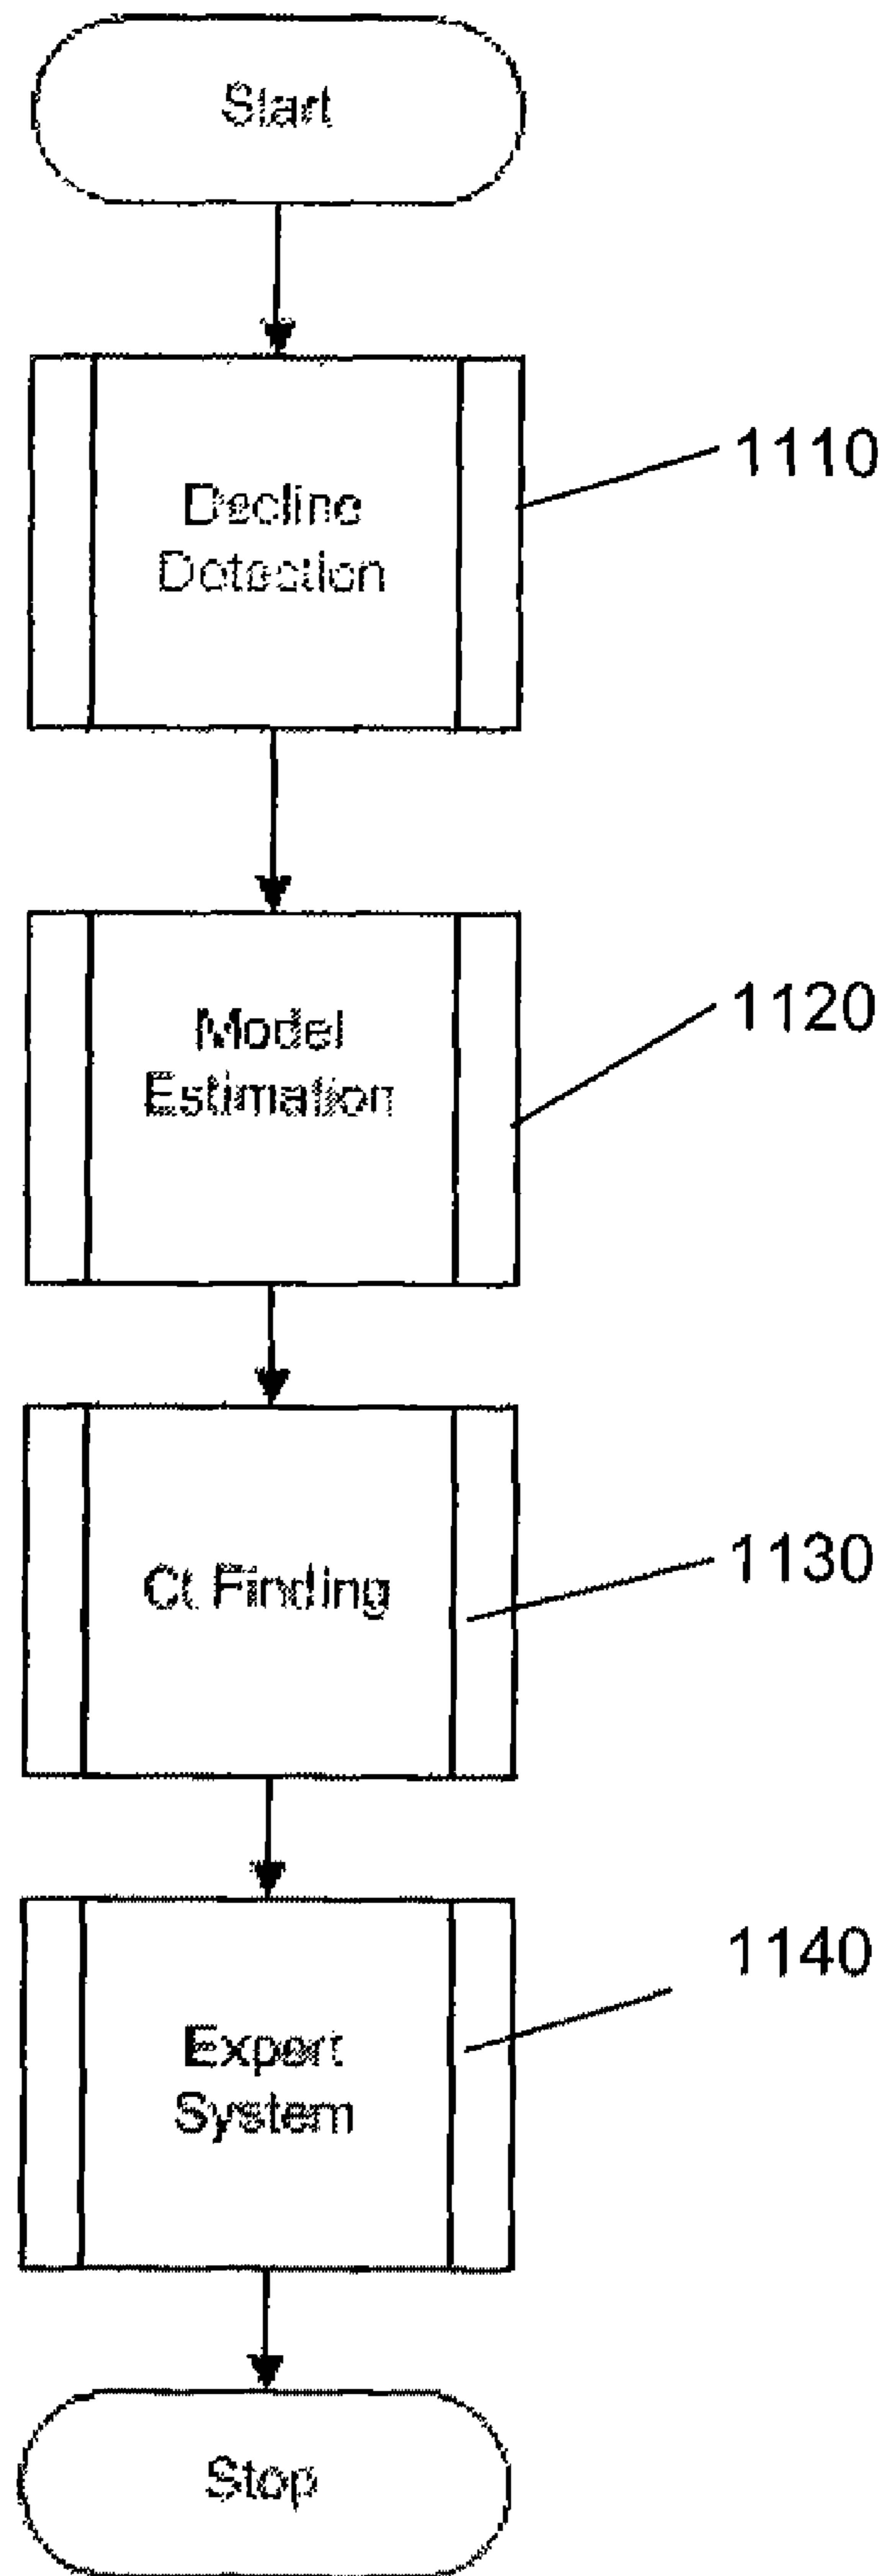 Start
Decline
Detection
1110
Model
Estimation
1120
Ct Finding
1130
Expert
System
1140
Stop